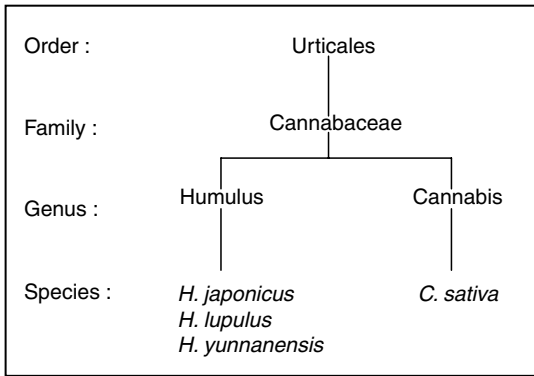 Order : Urticales
Family : Cannabaceae
Genus : Humulus Cannabis
Species : H. japonicus C. sativa
H. lupulus
H. yunnanensis